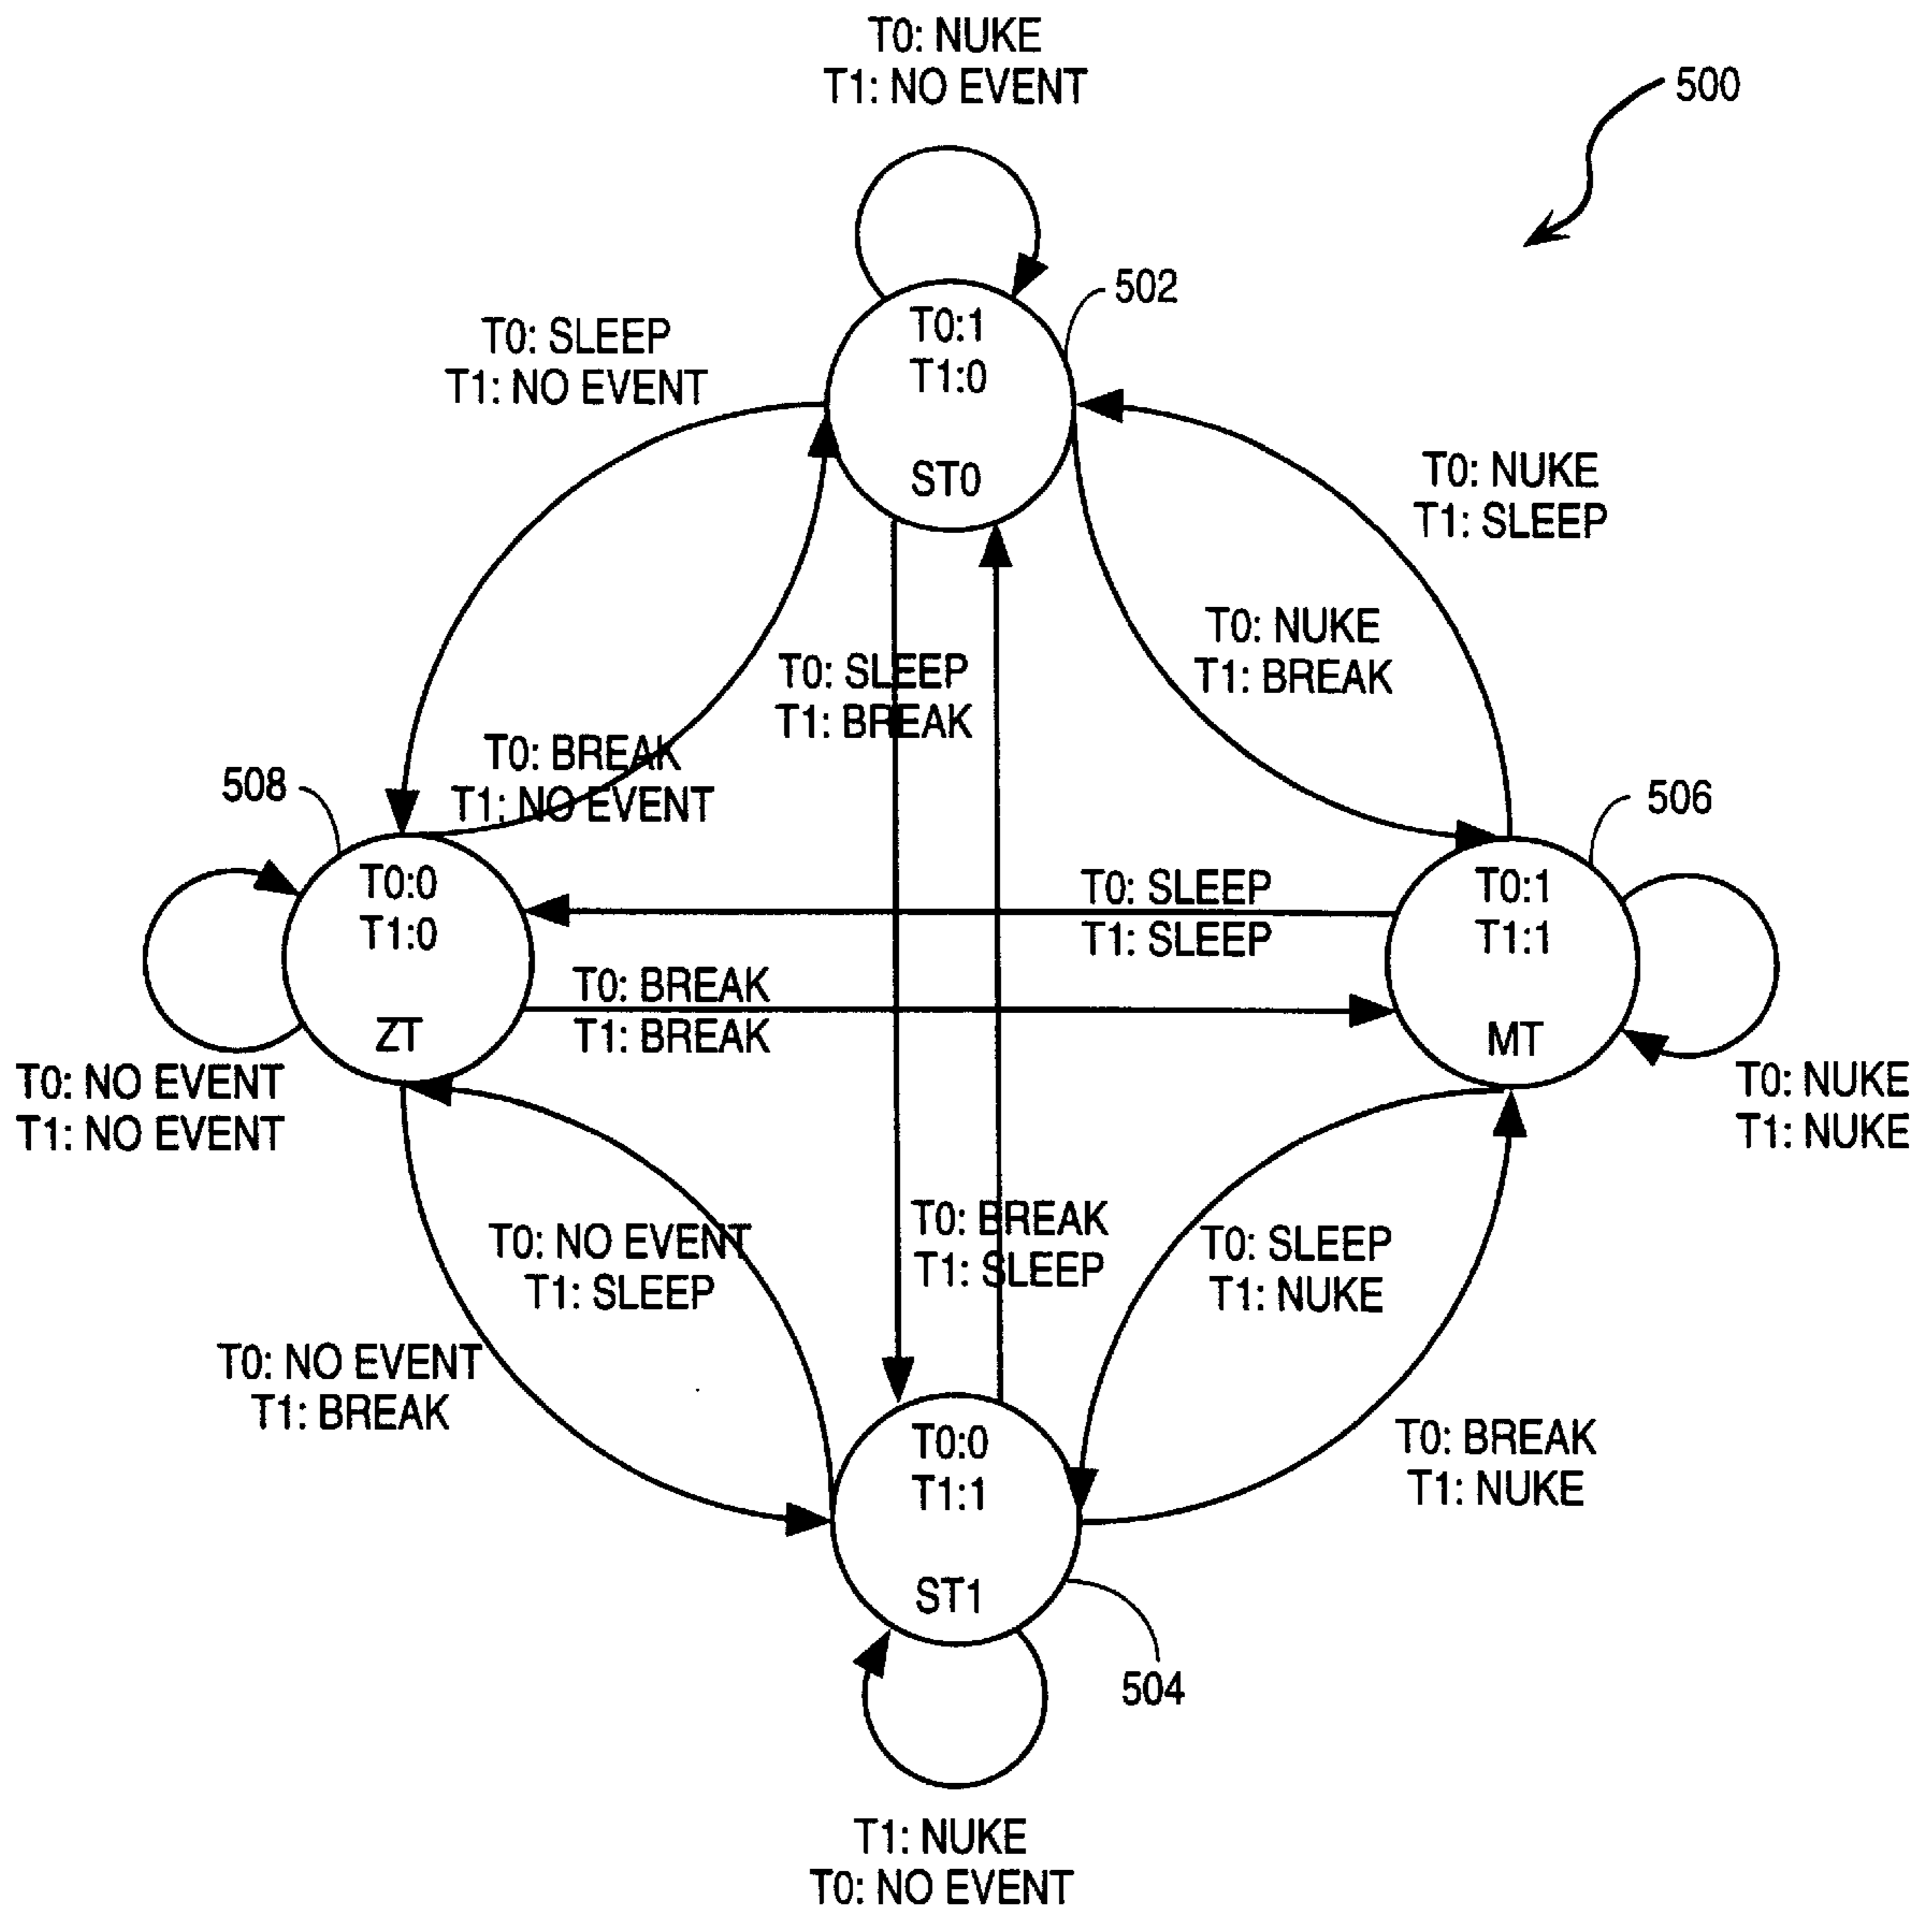 T0: NUKE
T1: NO EVENT
500
502
T0:1
T1:0
ST0
T0: SLEEP
T1: NO EVENT
T0: NUKE
T1: SLEEP
T0: NUKE
T1: BREAK
T0: SLEEP
T1: BREAK
T0: BREAK
T1: NO EVENT
508
506
T0:0
T1:0
ZT
T0: SLEEP
T1: SLEEP
T0:1
T1:1
MT
T0: BREAK
T1: BREAK
T0: NO EVENT
T1: NO EVENT
T0: NUKE
T1: NUKE
T0: NO EVENT
T1: SLEEP
T0: BREAK
T1: SLEEP
T0: SLEEP
T1: NUKE
T0: NO EVENT
T1: BREAK
T0: BREAK
T1: NUKE
T0:0
T1:1
ST1
504
T1: NUKE
T0: NO EVENT